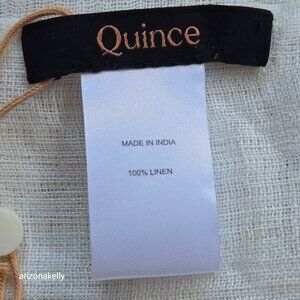 Quince
MADE IN INDIA
100% LINEN
arizonakelly